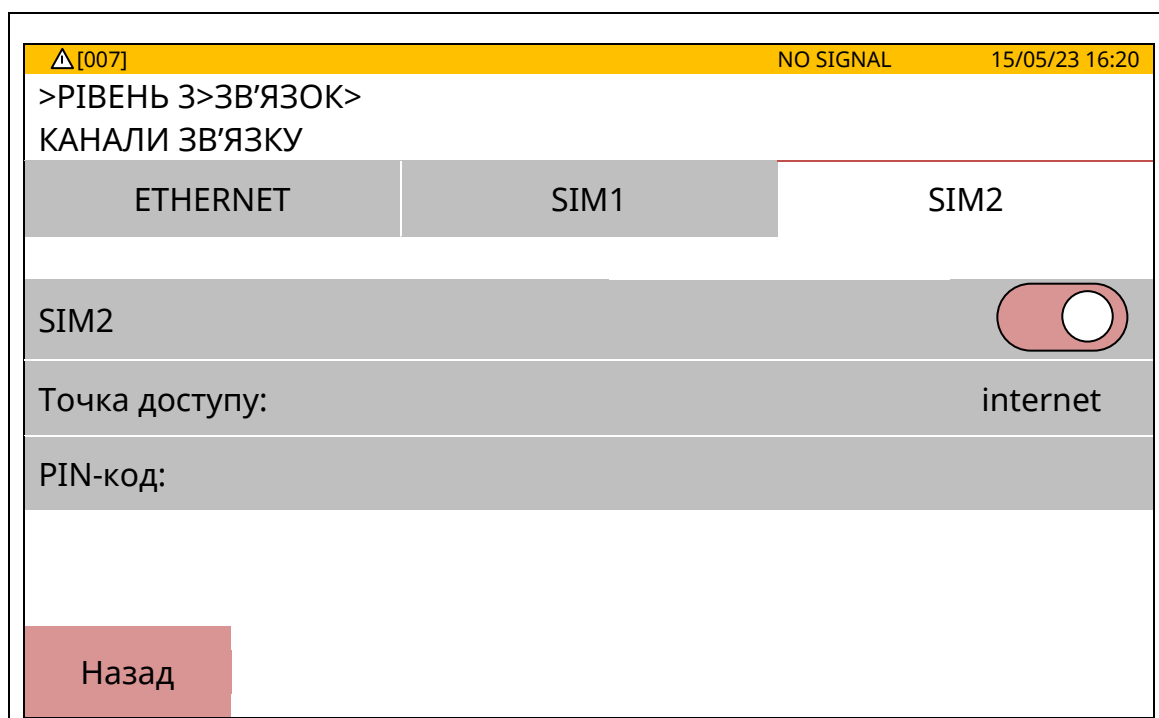 ⚠[007] NO SIGNAL 15/05/23 16:20
>РІВЕНЬ 3>ЗВ’ЯЗОК>
КАНАЛИ ЗВ’ЯЗКУ
ETHERNET SIM1 SIM2
SIM2
Точка доступу: internet
PIN-код:
Назад